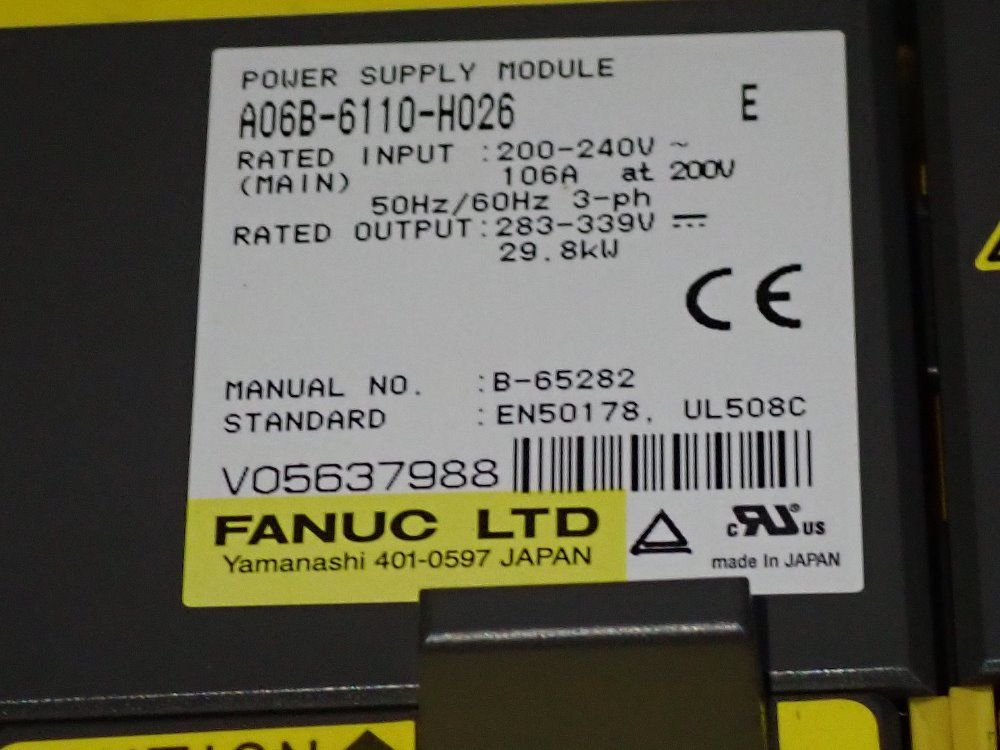 POWER SUPPLY MODULE
A06B-6110-H026 E
RATED INPUT :200-240V ~
(MAIN) 106A at 200V
50Hz/60Hz 3-ph
RATED OUTPUT:283-339V ⎓
29.8kW
CE
MANUAL NO. :B-65282
STANDARD :EN50178, UL508C
V05637988
FANUC LTD
Yamanashi 401-0597 JAPAN
c RU® US
made In JAPAN